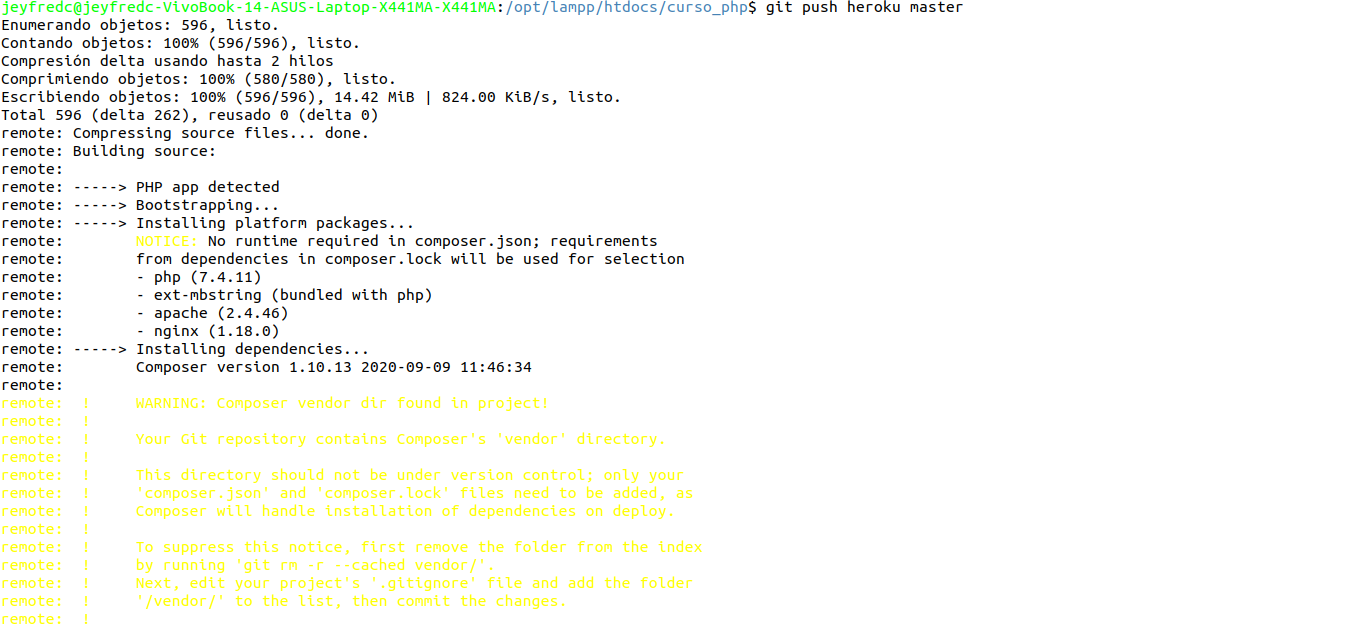 jeyfredc@jeyfredc-VivoBook-14-ASUS-Laptop-X441MA-X441MA:/opt/lampp/htdocs/curso_php$ git push heroku master
Enumerando objetos: 596, listo.
Contando objetos: 100% (596/596), listo.
Compresión delta usando hasta 2 hilos
Comprimiendo objetos: 100% (580/580), listo.
Escribiendo objetos: 100% (596/596), 14.42 MiB | 824.00 KiB/s, listo.
Total 596 (delta 262), reusado 0 (delta 0)
remote: Compressing source files... done.
remote: Building source:
remote:
remote: -----> PHP app detected
remote: -----> Bootstrapping...
remote: -----> Installing platform packages...
remote:        NOTICE: No runtime required in composer.json; requirements
remote:        from dependencies in composer.lock will be used for selection
remote:        - php (7.4.11)
remote:        - ext-mbstring (bundled with php)
remote:        - apache (2.4.46)
remote:        - nginx (1.18.0)
remote: -----> Installing dependencies...
remote:        Composer version 1.10.13 2020-09-09 11:46:34
remote:
remote:  !     WARNING: Composer vendor dir found in project!
remote:  !
remote:  !     Your Git repository contains Composer's 'vendor' directory.
remote:  !
remote:  !     This directory should not be under version control; only your
remote:  !     'composer.json' and 'composer.lock' files need to be added, as
remote:  !     Composer will handle installation of dependencies on deploy.
remote:  !
remote:  !     To suppress this notice, first remove the folder from the index
remote:  !     by running 'git rm -r --cached vendor/'.
remote:  !     Next, edit your project's '.gitignore' file and add the folder
remote:  !     '/vendor/' to the list, then commit the changes.
remote:  !